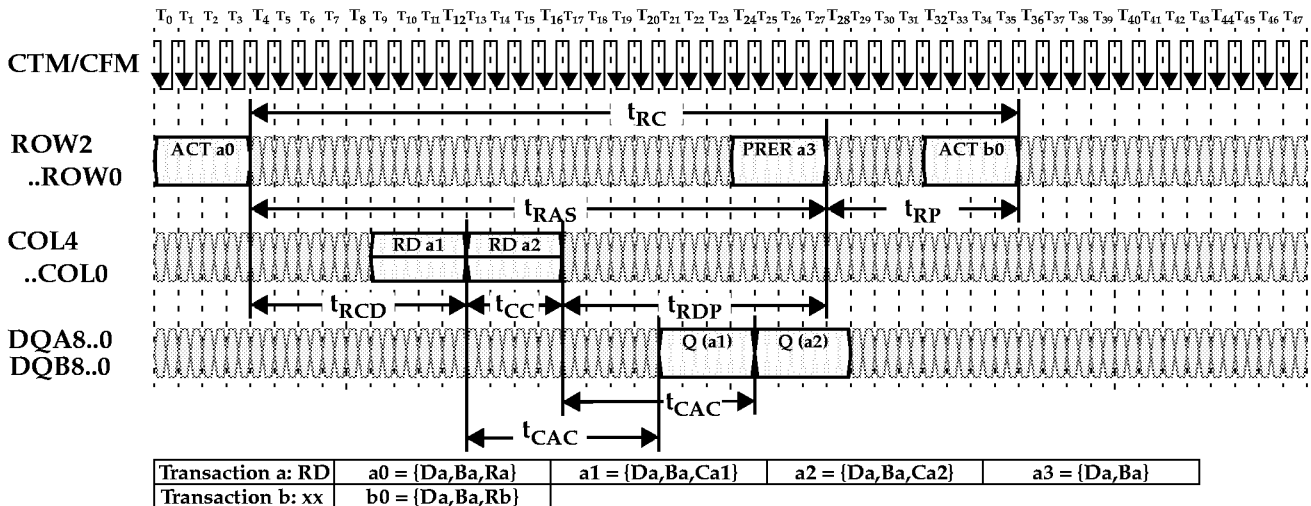 T0 T1 T2 T3 T4 T5 T6 T7 T8 T9 T10 T11 T12 T13 T14 T15 T16 T17 T18 T19 T20 T21 T22 T23 T24 T25 T26 T27 T28 T29 T30 T31 T32 T33 T34 T35 T36 T37 T38 T39 T40 T41 T42 T43 T44 T45 T46 T47
CTM/CFM
tRC
ROW2
..ROW0
ACT a0
PRER a3
ACT b0
tRAS
tRP
COL4
..COL0
RD a1
RD a2
tRCD
tCC
tRDP
DQA8..0
DQB8..0
Q (a1)
Q (a2)
tCAC
tCAC
Transaction a: RD a0 = {Da,Ba,Ra} a1 = {Da,Ba,Ca1} a2 = {Da,Ba,Ca2} a3 = {Da,Ba}
Transaction b: xx b0 = {Da,Ba,Rb}